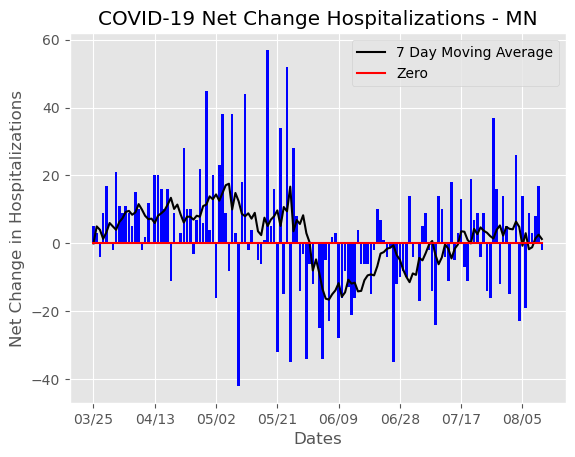 COVID-19 Net Change Hospitalizations - MN
7 Day Moving Average
Zero
Net Change in Hospitalizations
60
40
20
0
−20
−40
03/25 04/13 05/02 05/21 06/09 06/28 07/17 08/05
Dates